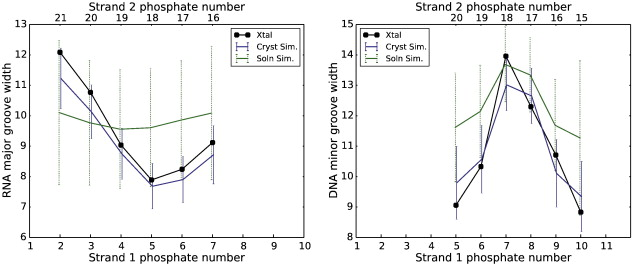 Strand 2 phosphate number
21 20 19 18 17 16
13
12
11
10
9
8
7
6
RNA major groove width
Xtal
Cryst Sim.
Soln Sim.
1 2 3 4 5 6 7 8 9 10
Strand 1 phosphate number
Strand 2 phosphate number
20 19 18 17 16 15
15
14
13
12
11
10
9
8
DNA minor groove width
Xtal
Cryst Sim.
Soln Sim.
1 2 3 4 5 6 7 8 9 10 11
Strand 1 phosphate number